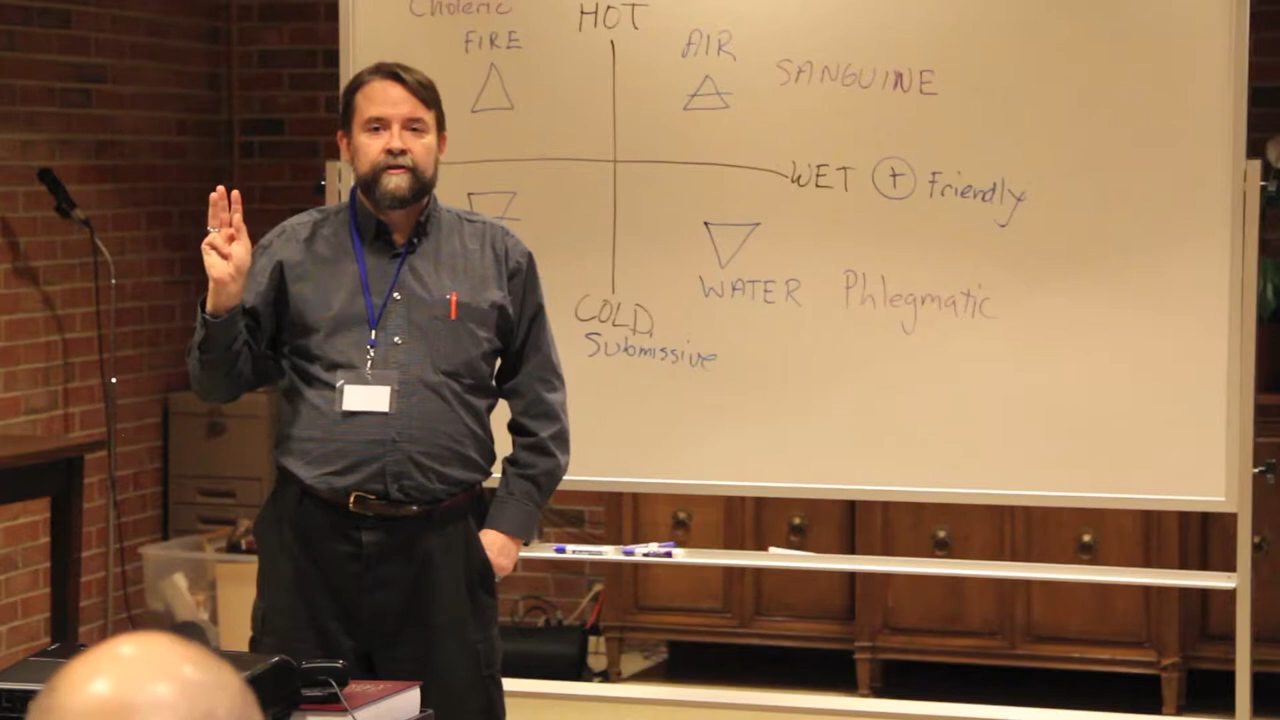 Choleric
HOT
FIRE
AIR
SANGUINE
WET + Friendly
WATER Phlegmatic
COLD
Submissive